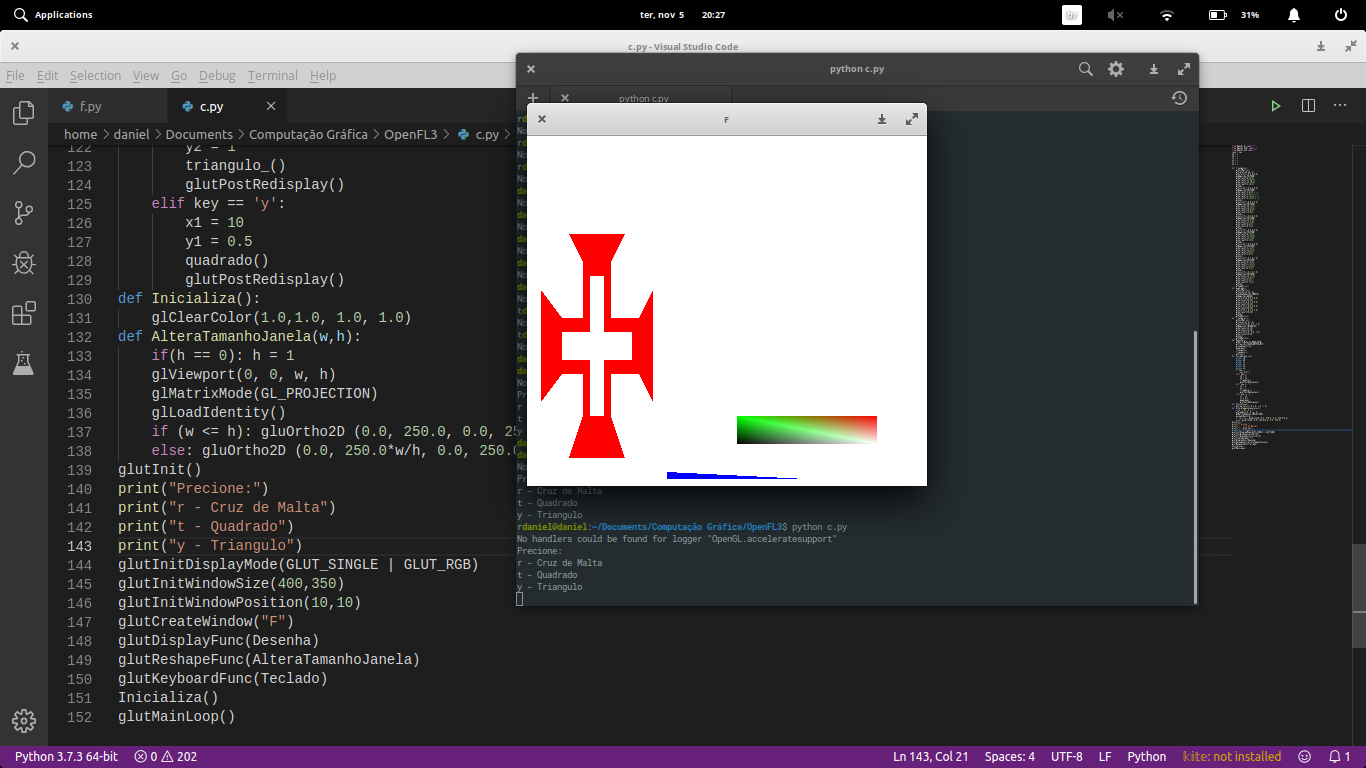 Applications
ter, nov 5 20:27
br
31%
c.py - Visual Studio Code
File Edit Selection View Go Debug Terminal Help
python c.py
python c.py
f.py
c.py
home > daniel > Documents > Computação Gráfica > OpenFL3 > c.py >
F
122 y2 = 1
123 triangulo_()
124 glutPostRedisplay()
125 elif key == 'y':
126 x1 = 10
127 y1 = 0.5
128 quadrado()
129 glutPostRedisplay()
130 def Inicializa():
131 glClearColor(1.0,1.0, 1.0, 1.0)
132 def AlteraTamanhoJanela(w,h):
133 if(h == 0): h = 1
134 glViewport(0, 0, w, h)
135 glMatrixMode(GL_PROJECTION)
136 glLoadIdentity()
137 if (w <= h): gluOrtho2D (0.0, 250.0, 0.0, 25
138 else: gluOrtho2D (0.0, 250.0*w/h, 0.0, 250.0
139 glutInit()
140 print("Precione:")
141 print("r - Cruz de Malta")
142 print("t - Quadrado")
143 print("y - Triangulo")
144 glutInitDisplayMode(GLUT_SINGLE | GLUT_RGB)
145 glutInitWindowSize(400,350)
146 glutInitWindowPosition(10,10)
147 glutCreateWindow("F")
148 glutDisplayFunc(Desenha)
149 glutReshapeFunc(AlteraTamanhoJanela)
150 glutKeyboardFunc(Teclado)
151 Inicializa()
152 glutMainLoop()
r - Cruz de Malta
t - Quadrado
y - Triangulo
rdaniel@daniel:~/Documents/Computação Gráfica/OpenFL3$ python c.py
No handlers could be found for logger "OpenGL.acceleratesupport"
Precione:
r - Cruz de Malta
t - Quadrado
y - Triangulo
Python 3.7.3 64-bit 0 202 Ln 143, Col 21 Spaces: 4 UTF-8 LF Python kite: not installed 1